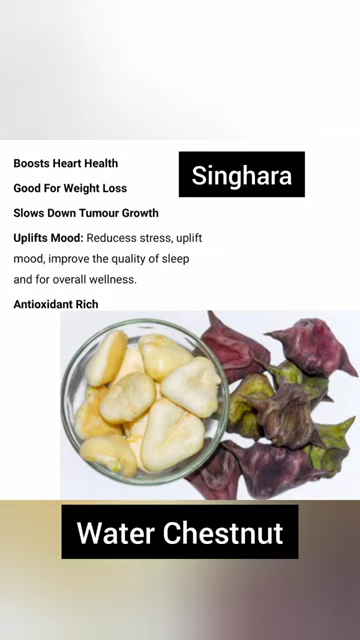 Boosts Heart Health
Singhara
Good For Weight Loss
Slows Down Tumour Growth
Uplifts Mood: Reducess stress, uplift
mood, improve the quality of sleep
and for overall wellness.
Antioxidant Rich
Water Chestnut